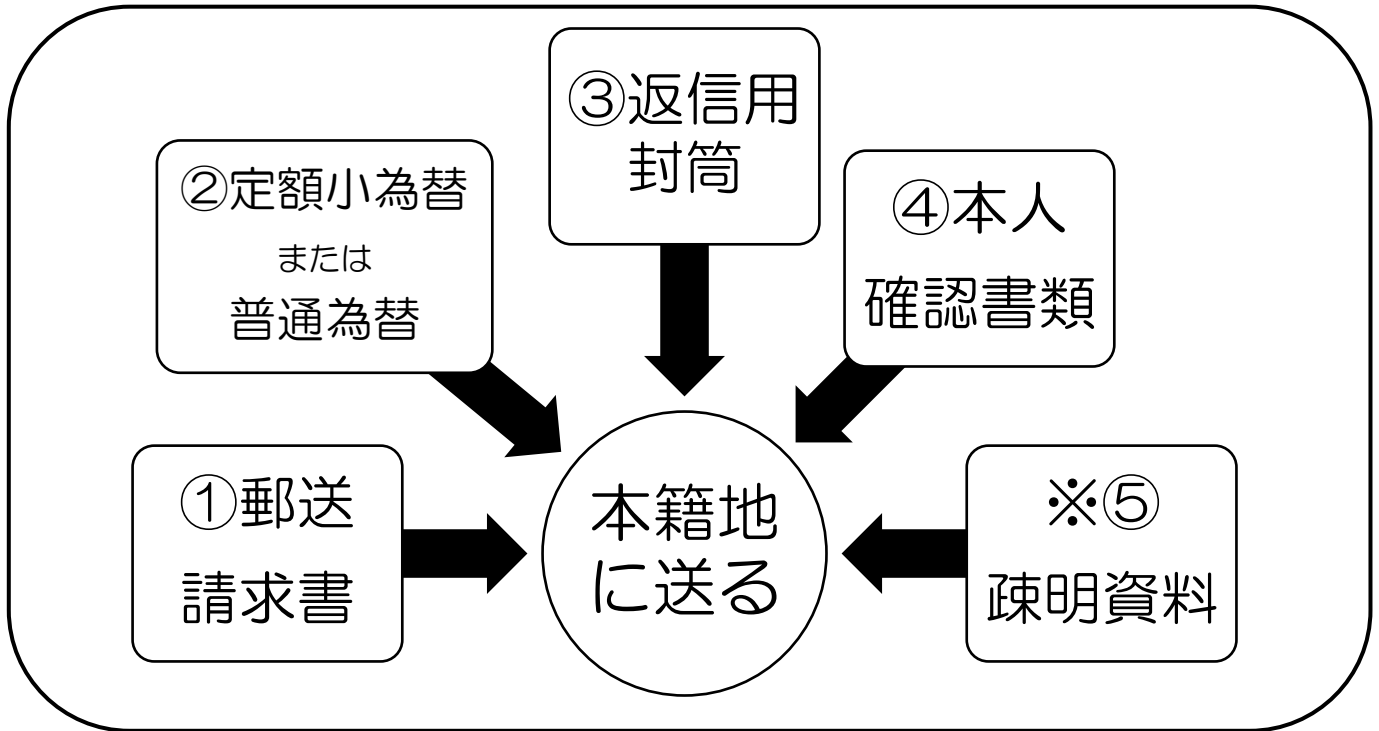 ③返信用
封筒
②定額小為替
または
普通為替
④本人
確認書類
①郵送
請求書
本籍地
に送る
※⑤
疎明資料